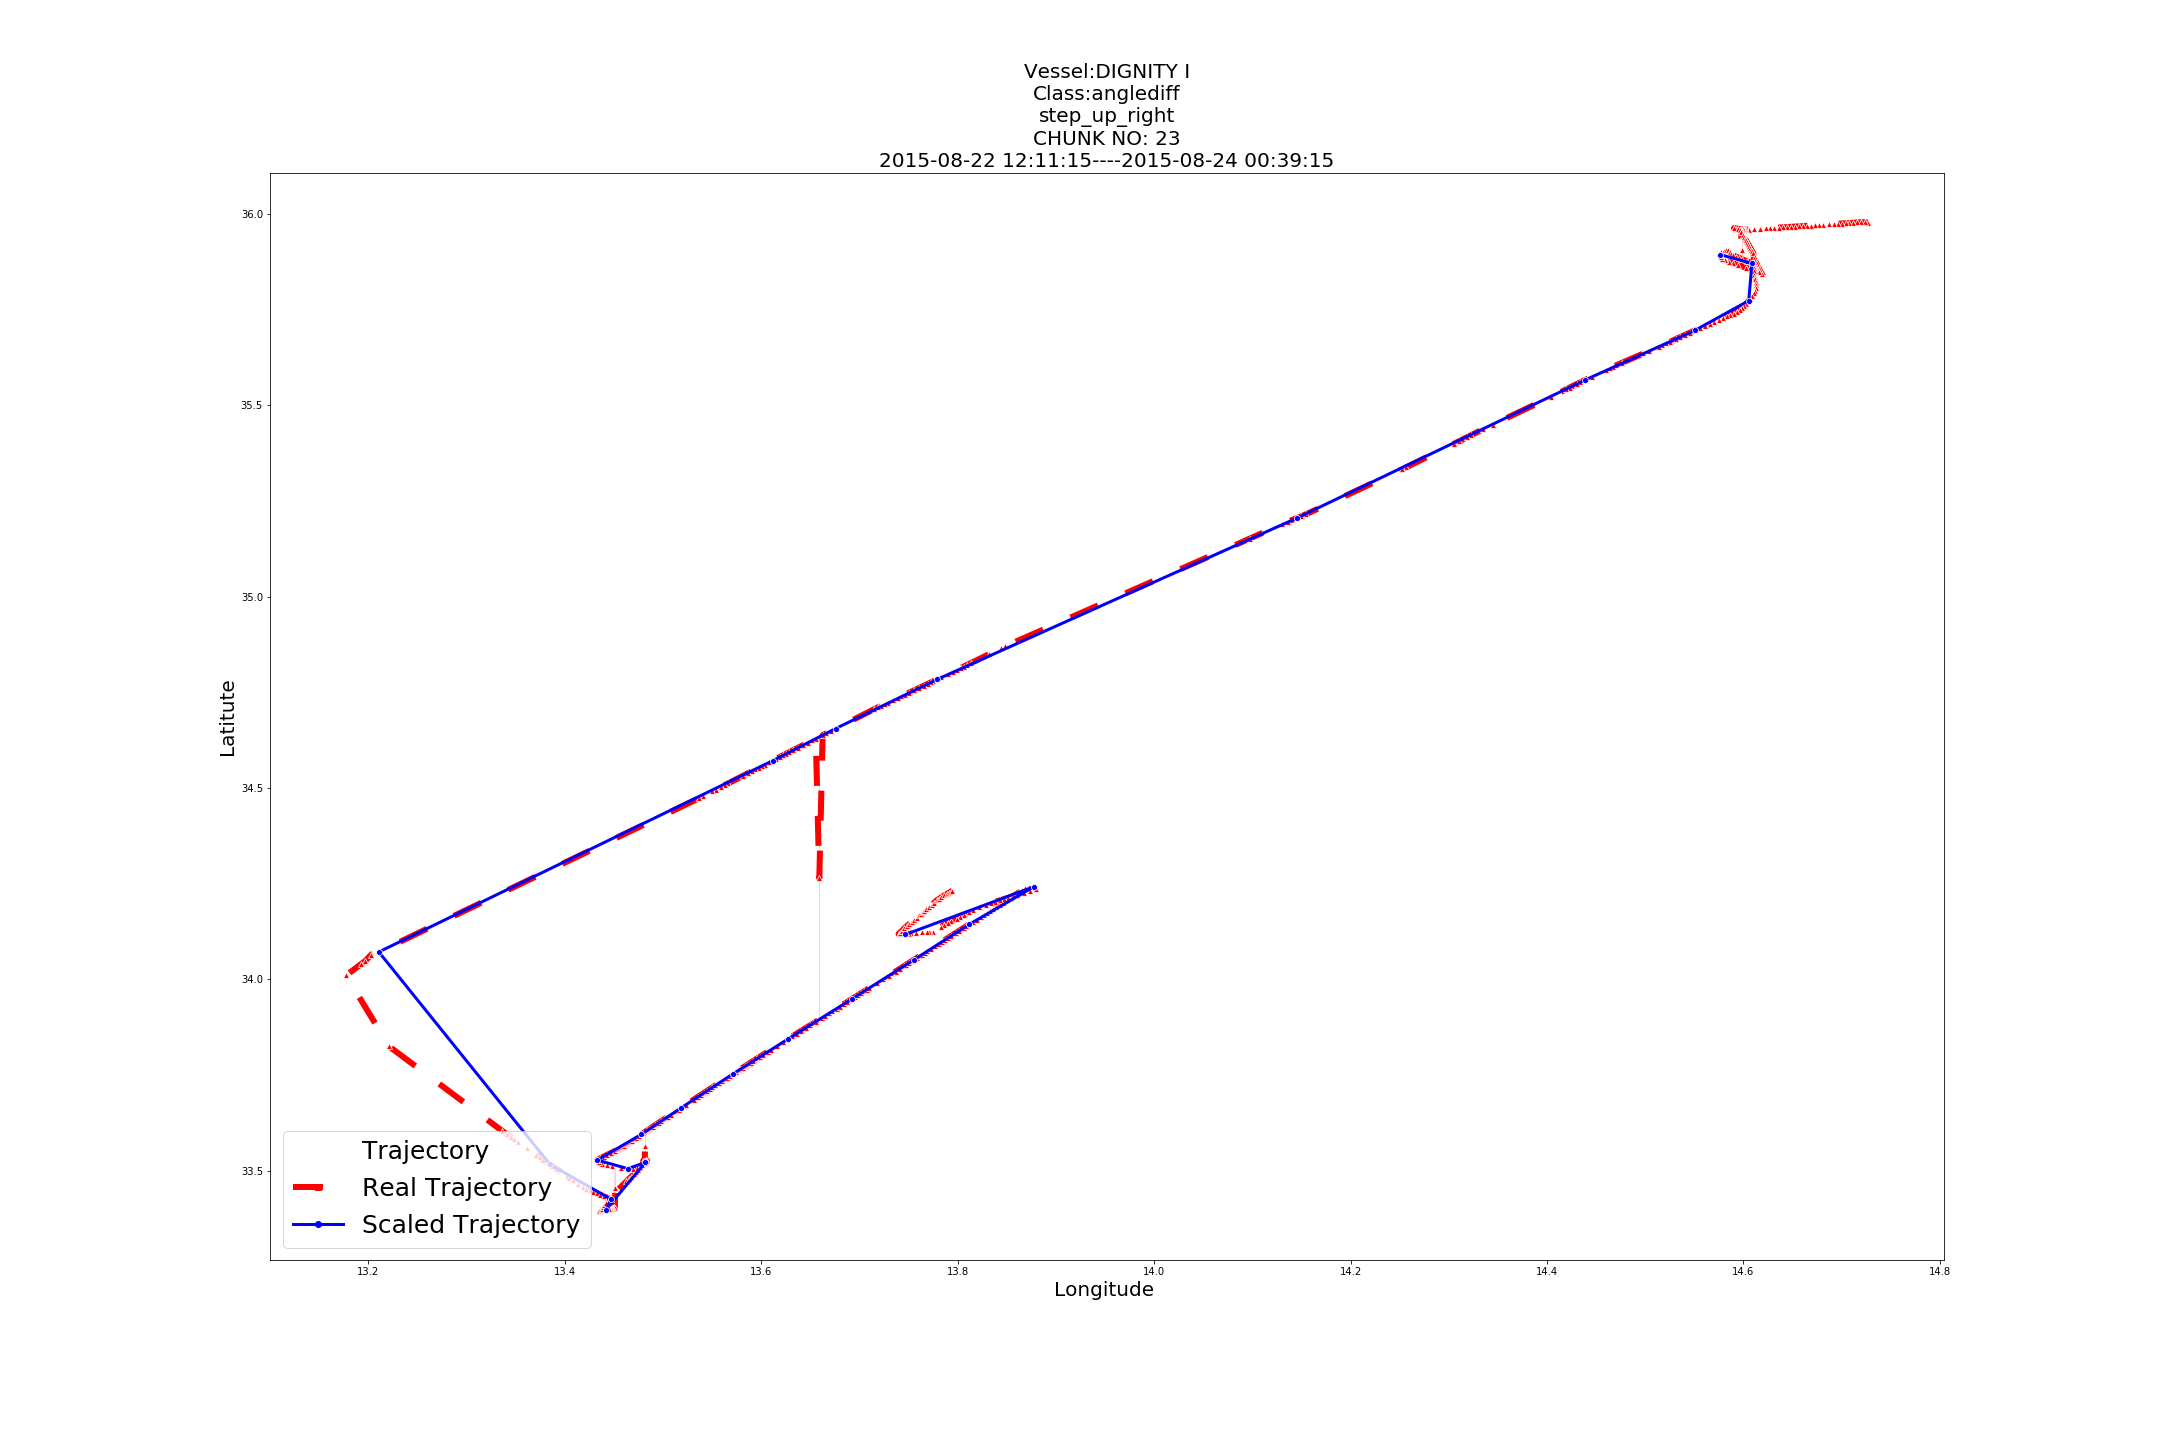 Vessel:DIGNITY I
Class:anglediff
step_up_right
CHUNK NO: 23
2015-08-22 12:11:15----2015-08-24 00:39:15
36.0
35.5
35.0
34.5
34.0
33.5
Latitute
Trajectory
Real Trajectory
Scaled Trajectory
13.2 13.4 13.6 13.8 14.0 14.2 14.4 14.6 14.8
Longitude